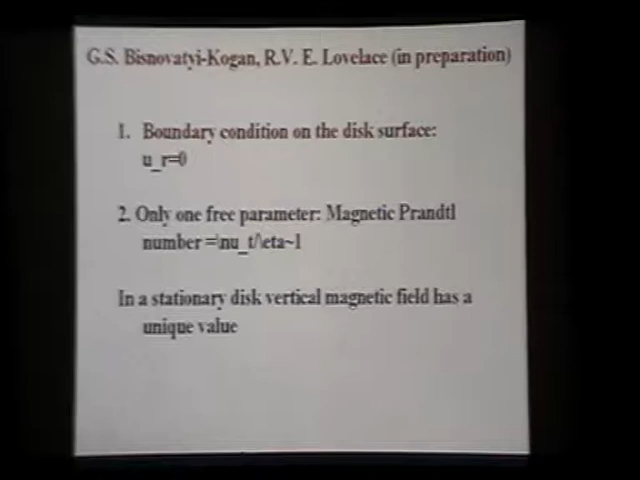 G.S. Bisnovatyi-Kogan, R.V. E. Lovelace (in preparation)
1. Boundary condition on the disk surface:
u_r=0
2. Only one free parameter: Magnetic Prandtl
number =\nu_t/\eta~1
In a stationary disk vertical magnetic field has a
unique value